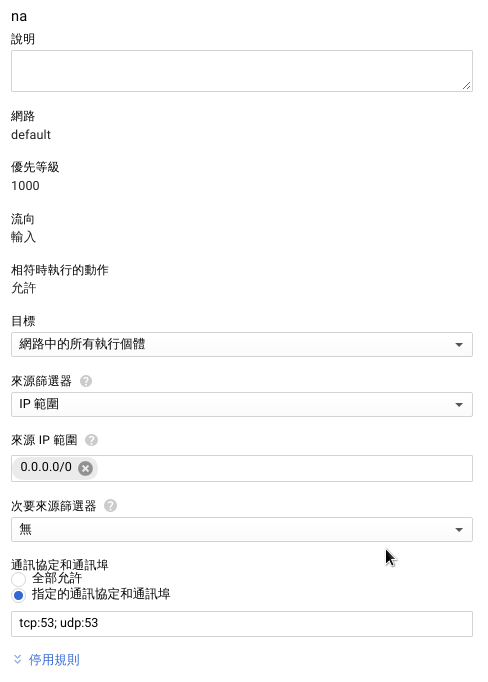 na
說明
網路
default
優先等級
1000
流向
輸入
相符時執行的動作
允許
目標
網路中的所有執行個體
來源篩選器 ?
IP 範圍
來源 IP 範圍 ?
0.0.0.0/0
次要來源篩選器 ?
無
通訊協定和通訊埠
全部允許
指定的通訊協定和通訊埠
tcp:53; udp:53
停用規則